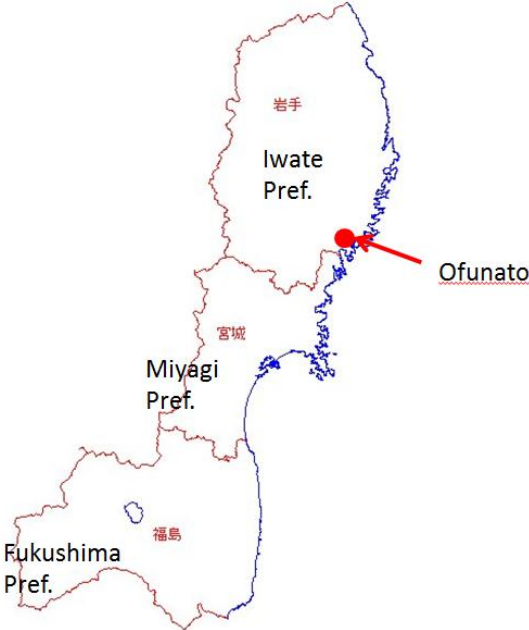 岩手
Iwate
Pref.
Ofunato
宮城
Miyagi
Pref.
福島
Fukushima
Pref.